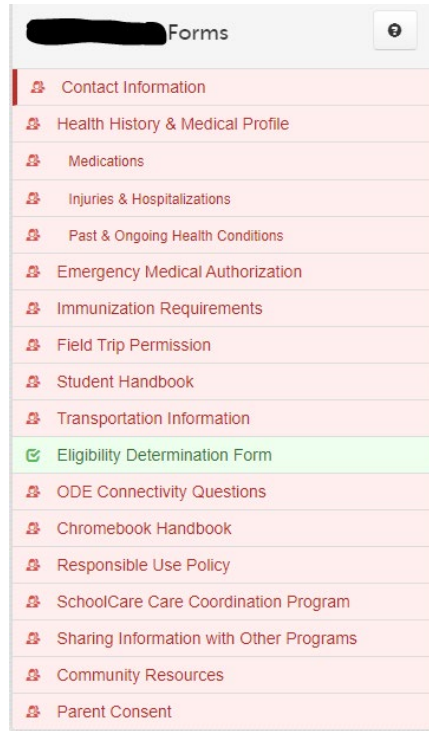 Forms
Contact Information
Health History & Medical Profile
Medications
Injuries & Hospitalizations
Past & Ongoing Health Conditions
Emergency Medical Authorization
Immunization Requirements
Field Trip Permission
Student Handbook
Transportation Information
Eligibility Determination Form
ODE Connectivity Questions
Chromebook Handbook
Responsible Use Policy
SchoolCare Care Coordination Program
Sharing Information with Other Programs
Community Resources
Parent Consent